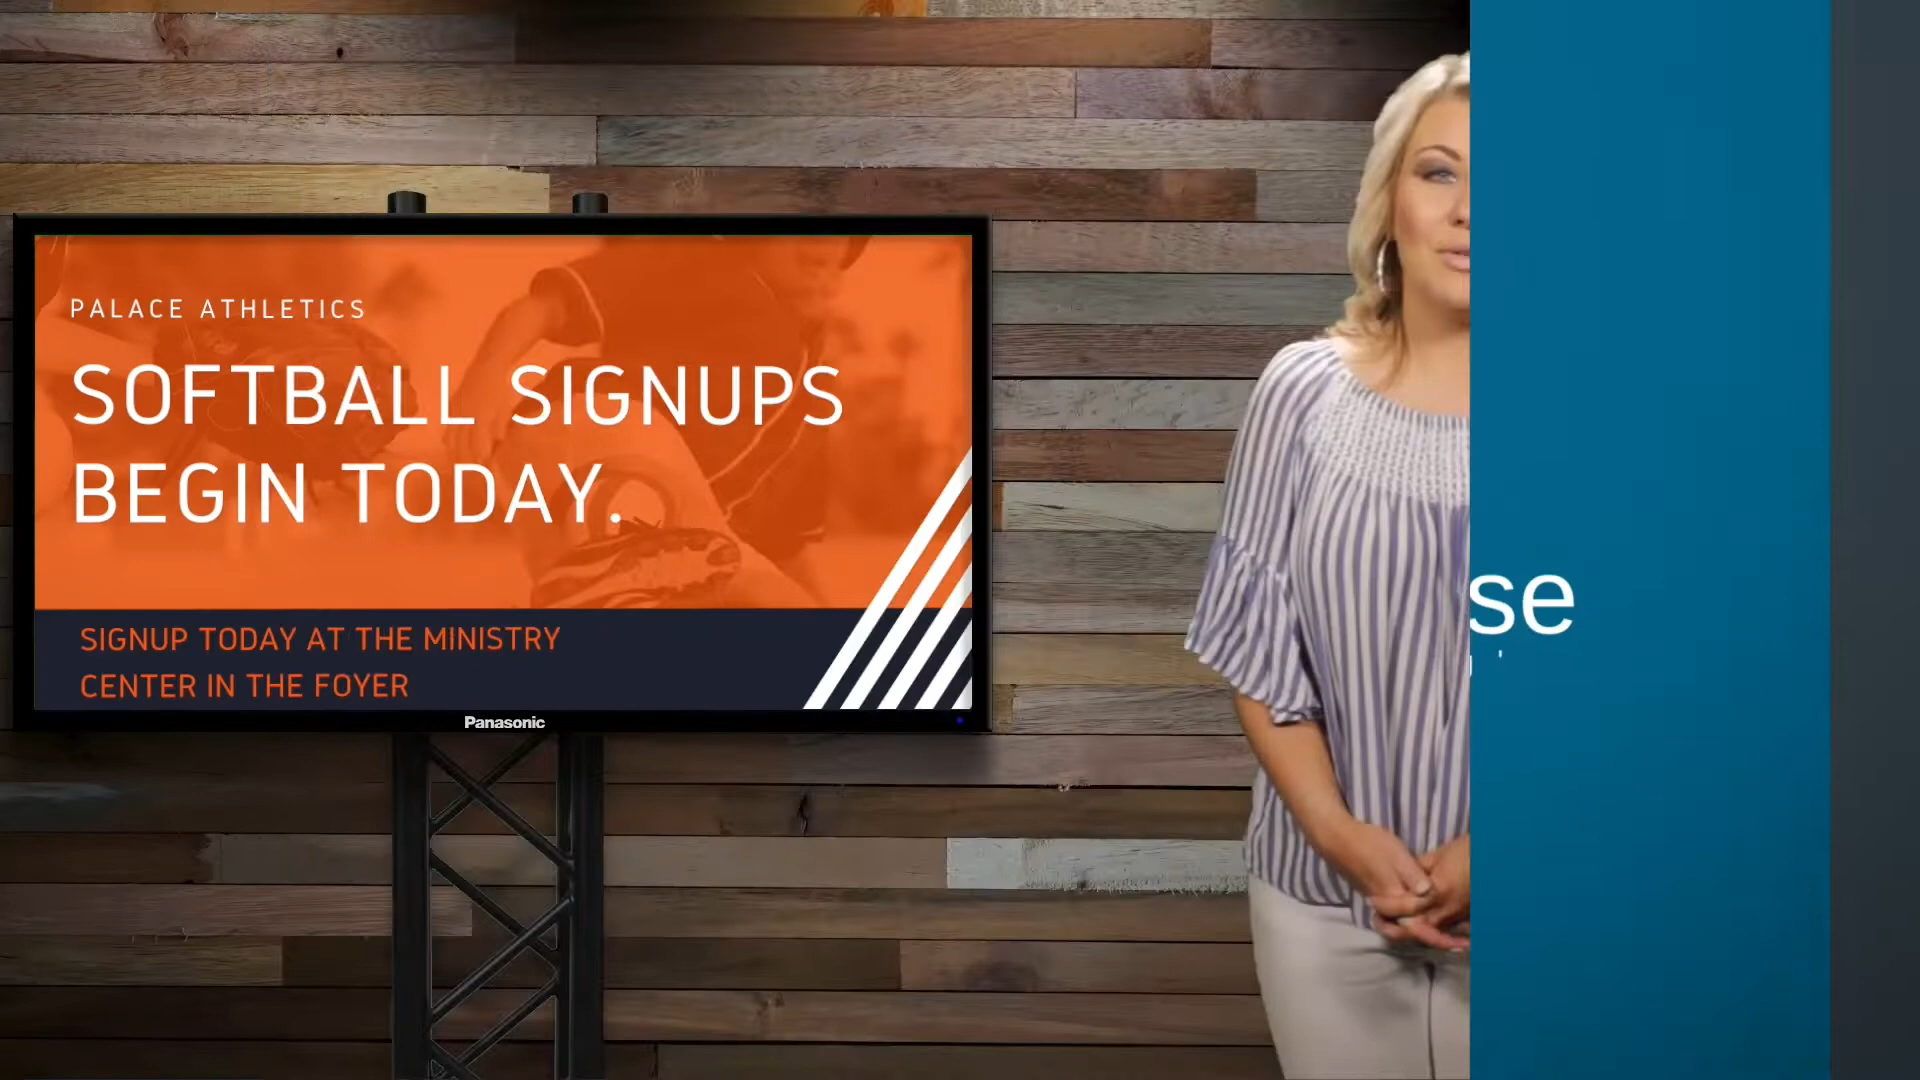 PALACE ATHLETICS
SOFTBALL SIGNUPS
BEGIN TODAY.
SIGNUP TODAY AT THE MINISTRY
CENTER IN THE FOYER
Panasonic
se